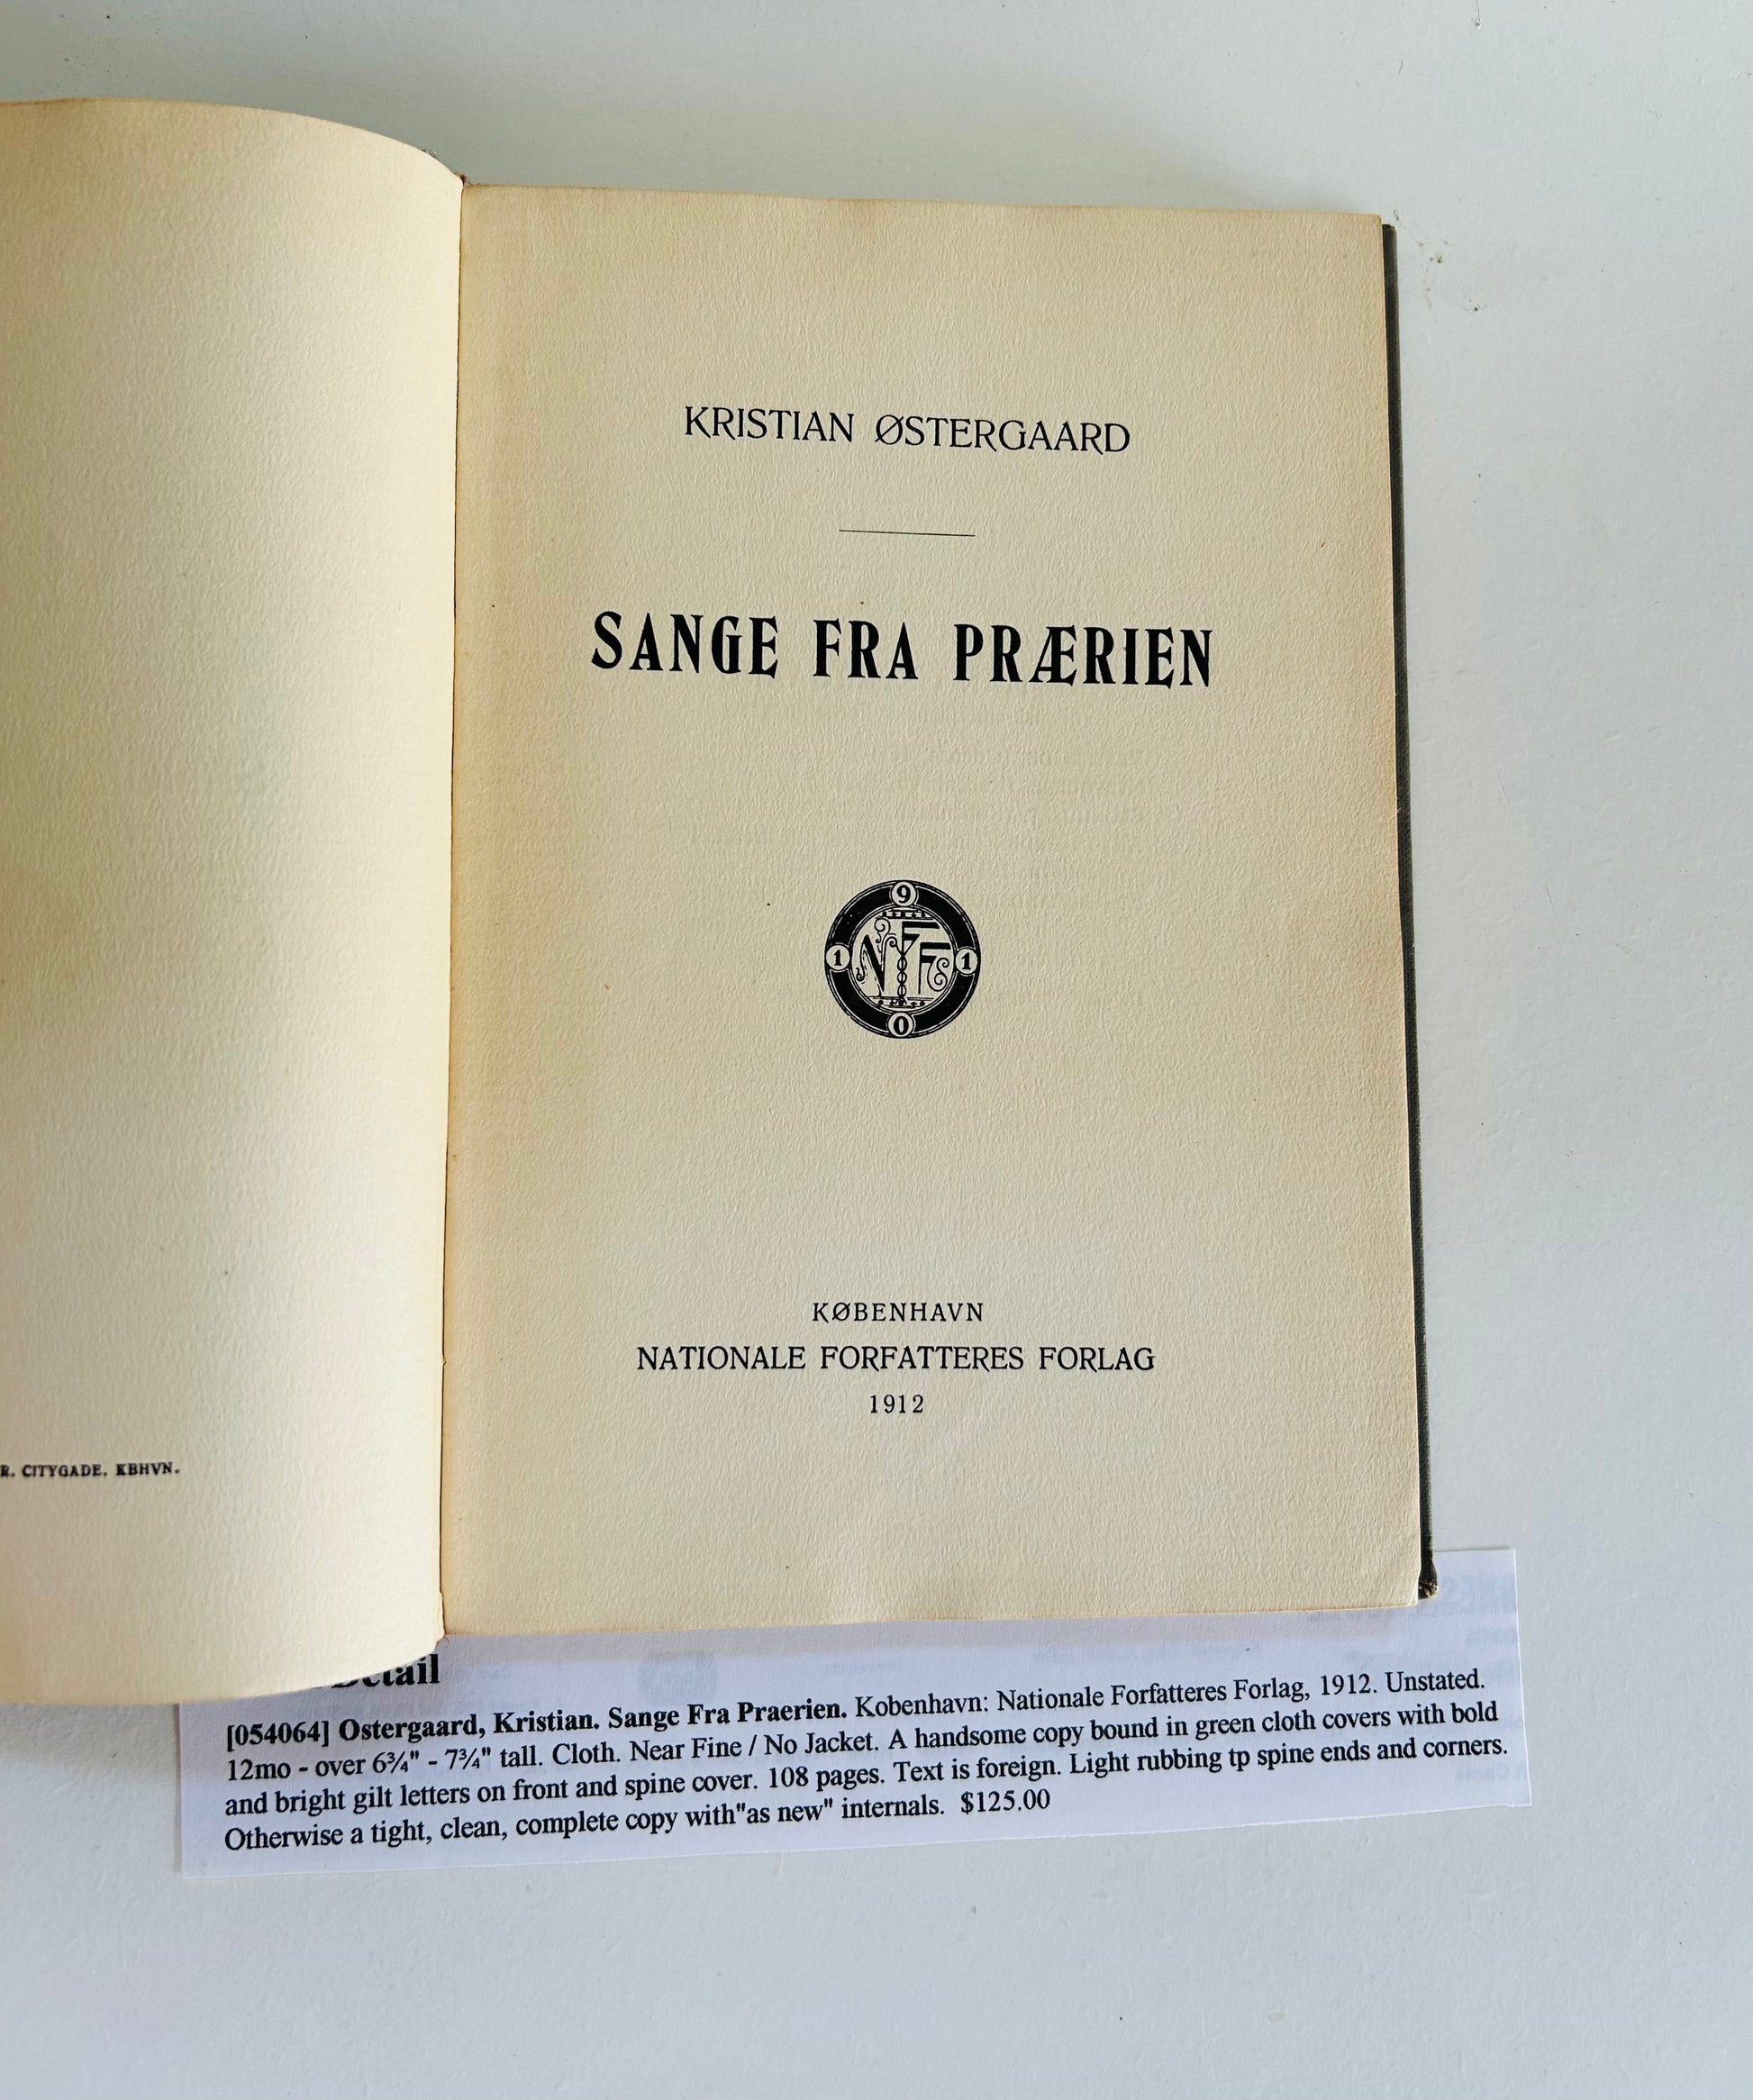 R. CITYGADE. KBHVN.
KRISTIAN ØSTERGAARD
SANGE FRA PRÆRIEN
9
1 NFF 1
0
KØBENHAVN
NATIONALE FORFATTERES FORLAG
1912
[054064] Ostergaard, Kristian. Sange Fra Praerien. Kobenhavn: Nationale Forfatteres Forlag, 1912. Unstated.
12mo - over 6¾" - 7¾" tall. Cloth. Near Fine / No Jacket. A handsome copy bound in green cloth covers with bold
and bright gilt letters on front and spine cover. 108 pages. Text is foreign. Light rubbing tp spine ends and corners.
Otherwise a tight, clean, complete copy with"as new" internals. $125.00